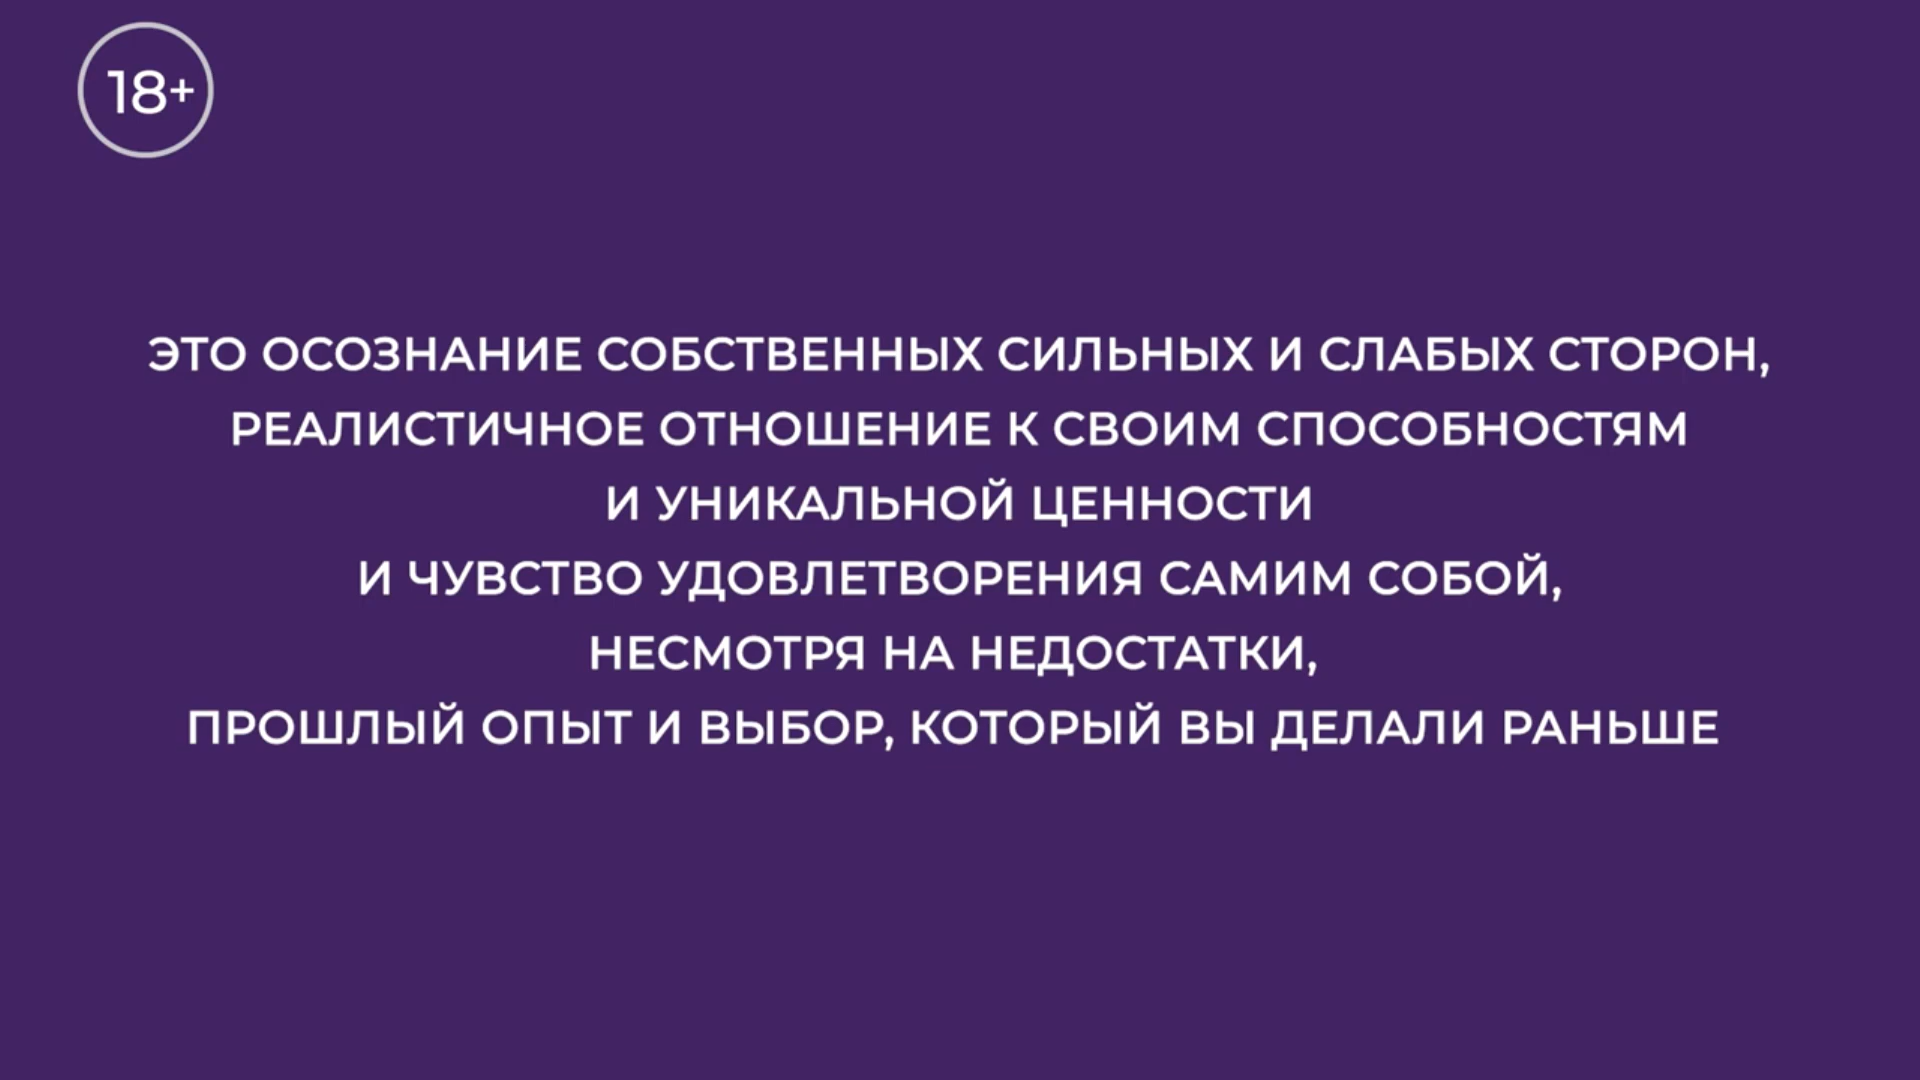 18+
ЭТО ОСОЗНАНИЕ СОБСТВЕННЫХ СИЛЬНЫХ И СЛАБЫХ СТОРОН,
РЕАЛИСТИЧНОЕ ОТНОШЕНИЕ К СВОИМ СПОСОБНОСТЯМ
И УНИКАЛЬНОЙ ЦЕННОСТИ
И ЧУВСТВО УДОВЛЕТВОРЕНИЯ САМИМ СОБОЙ,
НЕСМОТРЯ НА НЕДОСТАТКИ,
ПРОШЛЫЙ ОПЫТ И ВЫБОР, КОТОРЫЙ ВЫ ДЕЛАЛИ РАНЬШЕ